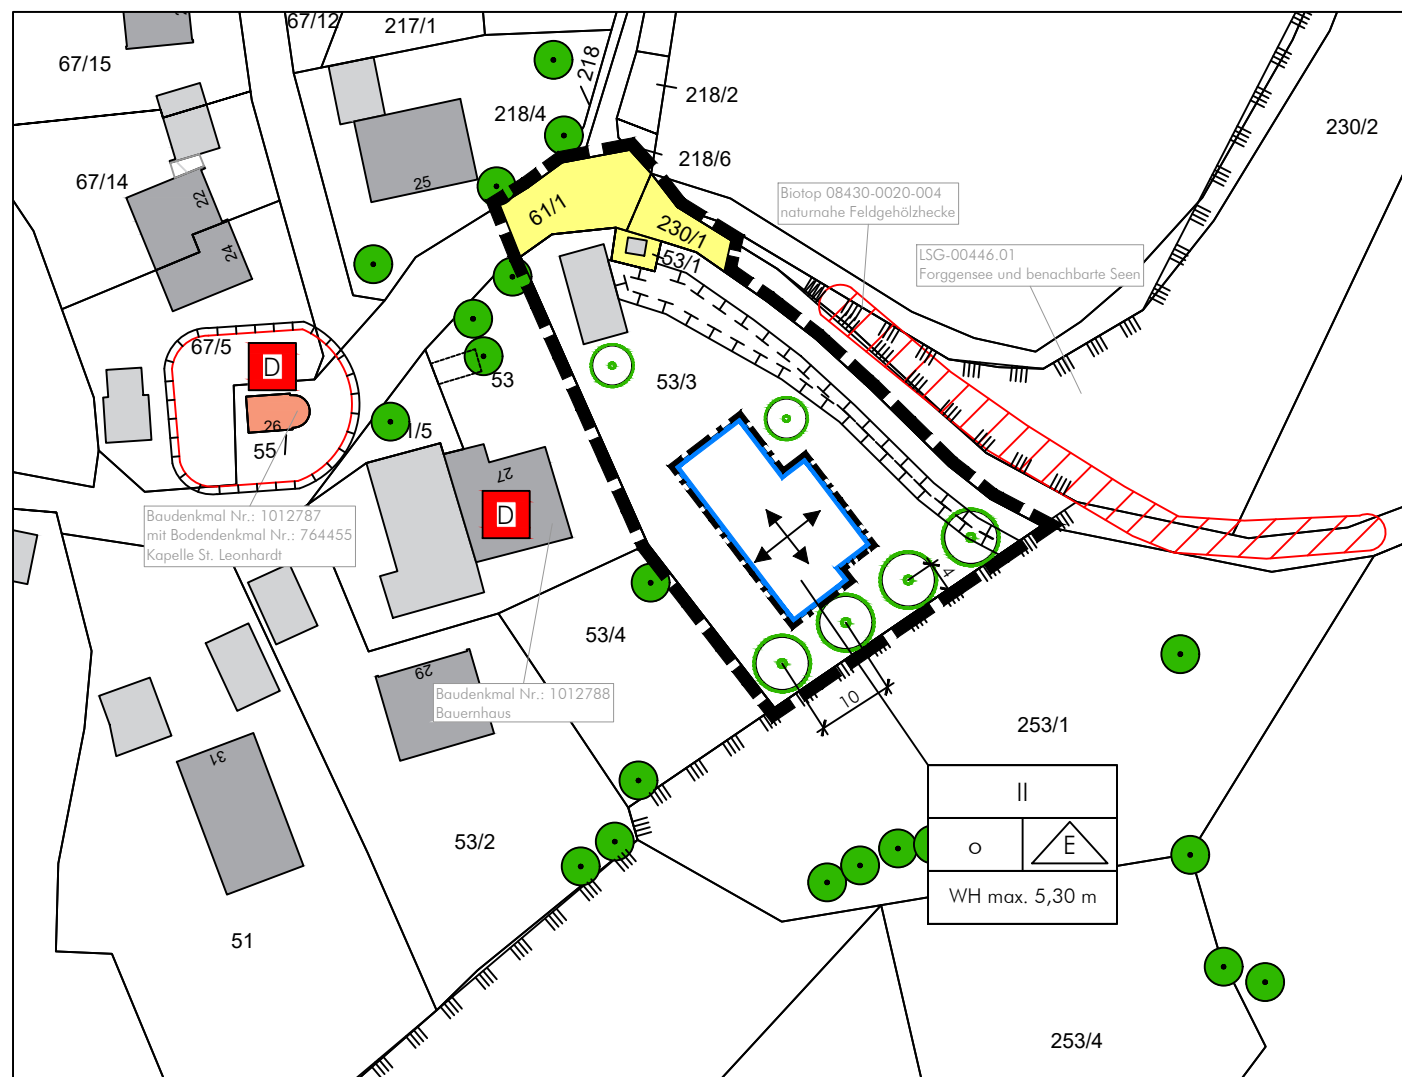 67/12
217/1
67/15
218
218/4
218/2
230/2
218/6
67/14
22
25
Biotop 08430-0020-004
naturnahe Feldgehölzhecke
61/1
230/1
24
53/1
LSG-00446.01
Forggensee und benachbarte Seen
67/5
D
53
53/3
26
55
1/5
27
D
Baudenkmal Nr.: 1012787
mit Bodendenkmal Nr.: 764455
Kapelle St. Leonhardt
4
53/4
29
Baudenkmal Nr.: 1012788
Bauernhaus
10
253/1
31
II
o
E
WH max. 5,30 m
53/2
51
253/4